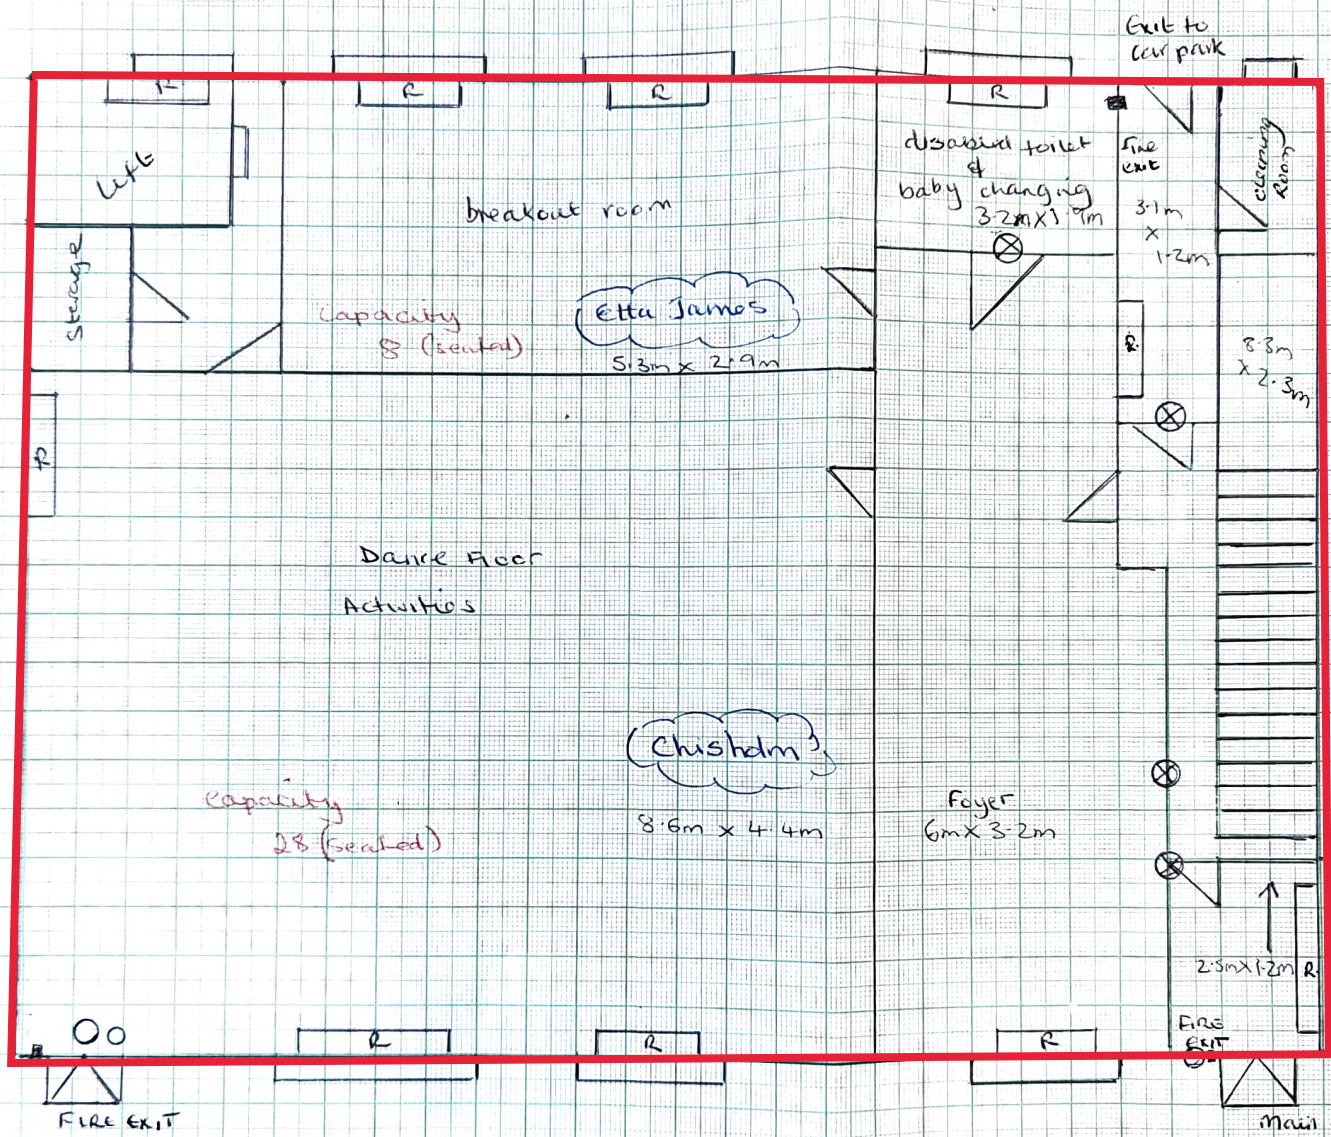 Exit to
car park
R
R
R
R
Lift
disabled toilet
&
baby changing
3.2m x 1.9m
Fire
exit
3.1m
x
1.2m
Cleaning
Room
breakout room
Storage
Capacity
8 (seated)
Etta James
5.3m x 2.9m
R
8.3m
x 2.3m
R
Dance Floor
Activities
Chisholm
8.6m x 4.4m
Capacity
28 (seated)
Foyer
6m x 3.2m
2.5m x 1.2m
R
R
R
R
FIRE
EXIT
FIRE EXIT
Main